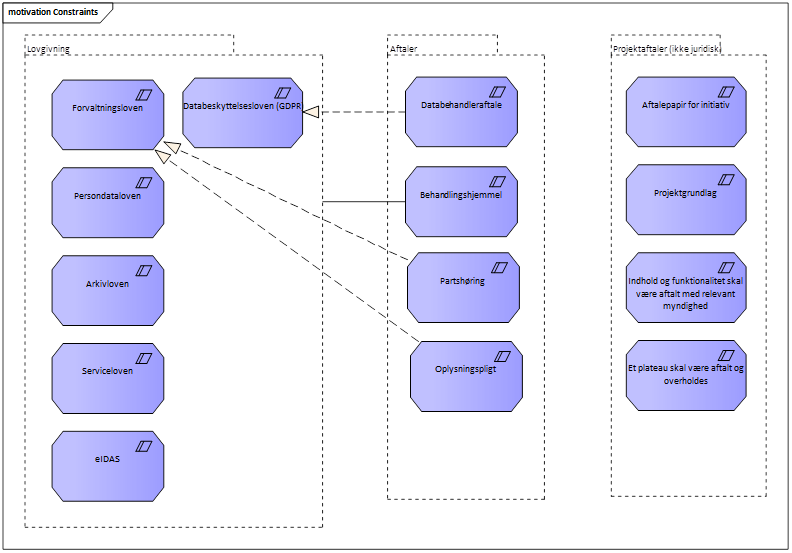 motivation Constraints
Lovgivning
Forvaltningsloven
Databeskyttelsesloven (GDPR
Persondataloven
Arkivloven
Serviceloven
eIDAS
Aftaler
Databehandleraftale
Behandlingshjemmel
Partshøring
Oplysningspligt
Projektaftaler (ikke juridisk)
Aftalepapir for initiativ
Projektgrundlag
Indhold og funktionalitet skal
være aftalt med relevant
myndighed
Et plateau skal være aftalt og
overholdes